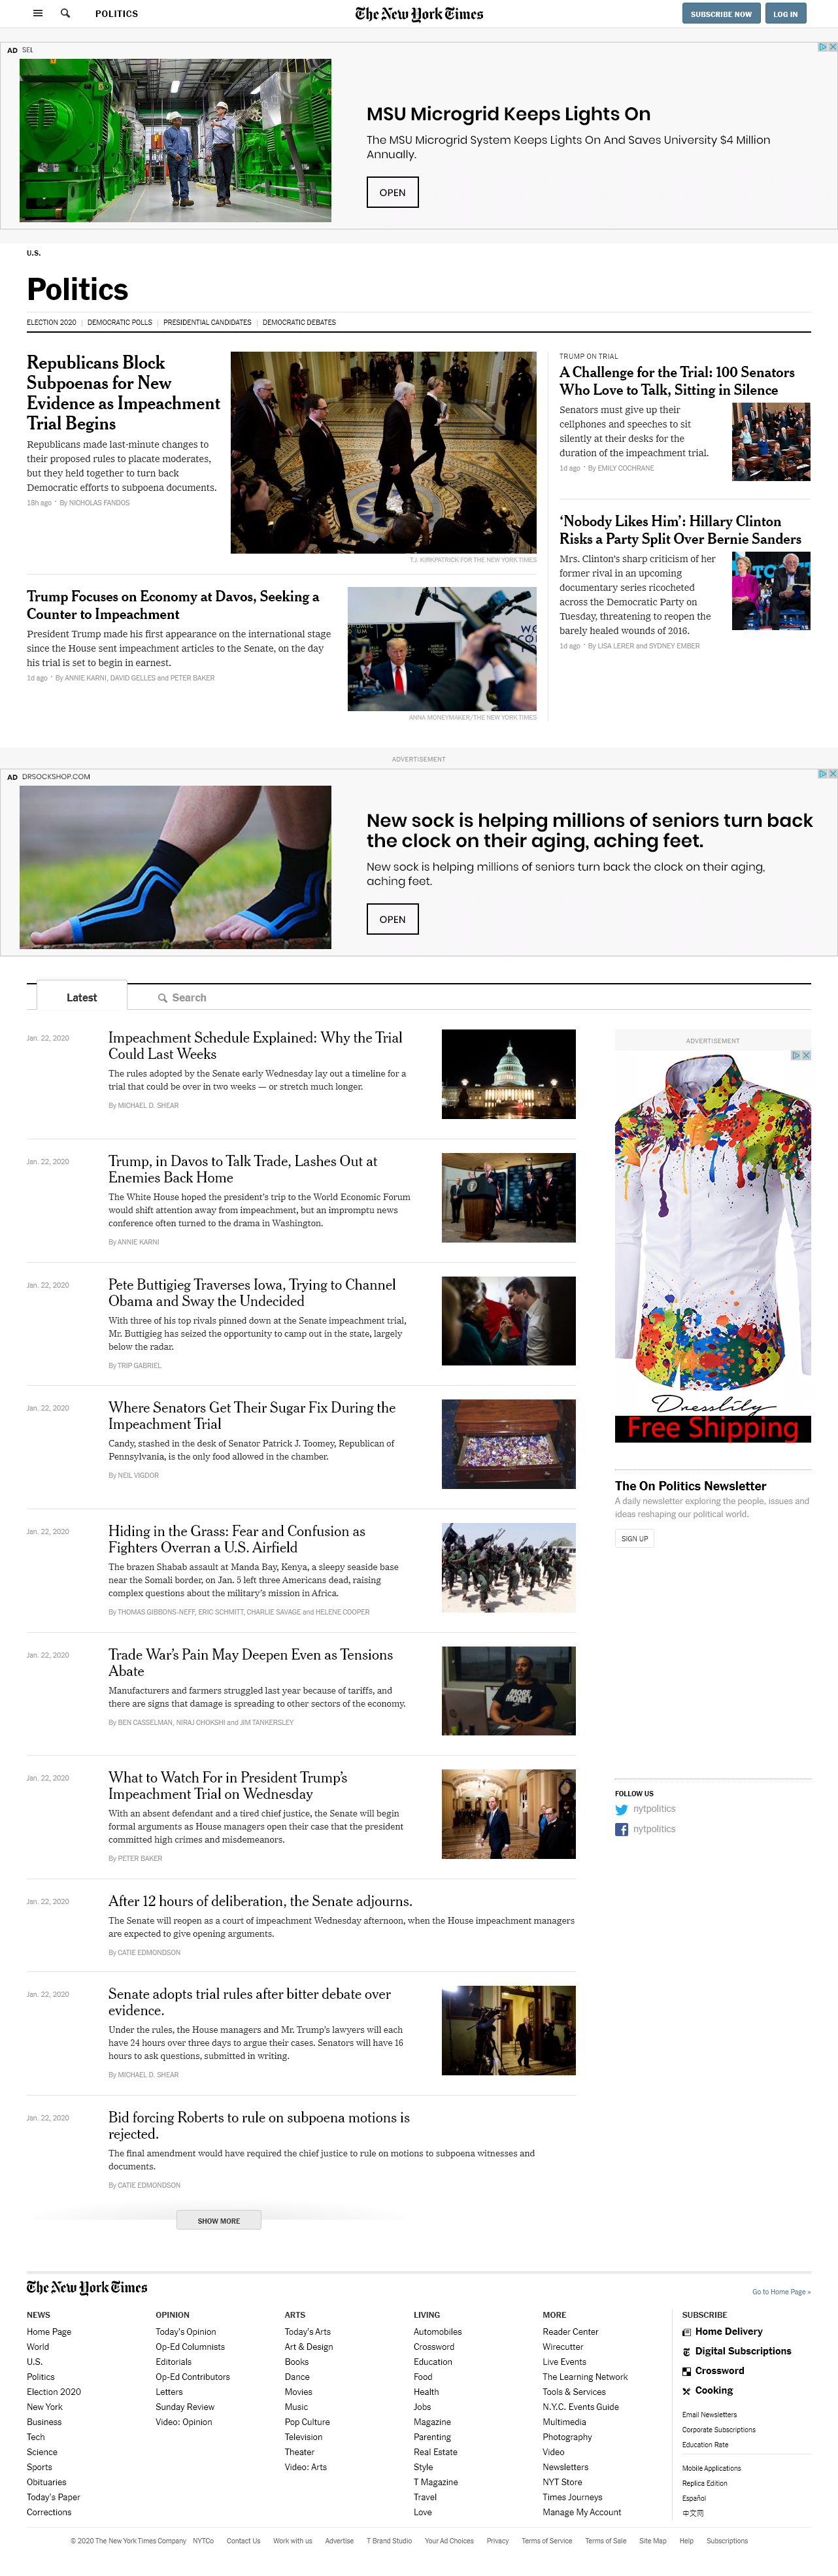 POLITICS
The New York Times
SUBSCRIBE NOW
LOG IN
AD SEL
MSU Microgrid Keeps Lights On
The MSU Microgrid System Keeps Lights On And Saves University $4 Million
Annually.
OPEN
U.S.
Politics
ELECTION 2020 | DEMOCRATIC POLLS | PRESIDENTIAL CANDIDATES | DEMOCRATIC DEBATES
Republicans Block
Subpoenas for New
Evidence as Impeachment
Trial Begins
Republicans made last-minute changes to
their proposed rules to placate moderates,
but they held together to turn back
Democratic efforts to subpoena documents.
18h ago · By NICHOLAS FANDOS
T.J. KIRKPATRICK FOR THE NEW YORK TIMES
Trump Focuses on Economy at Davos, Seeking a
Counter to Impeachment
President Trump made his first appearance on the international stage
since the House sent impeachment articles to the Senate, on the day
his trial is set to begin in earnest.
1d ago · By ANNIE KARNI, DAVID GELLES and PETER BAKER
ANNA MONEYMAKER/THE NEW YORK TIMES
TRUMP ON TRIAL
A Challenge for the Trial: 100 Senators
Who Love to Talk, Sitting in Silence
Senators must give up their
cellphones and speeches to sit
silently at their desks for the
duration of the impeachment trial.
1d ago · By EMILY COCHRANE
‘Nobody Likes Him’: Hillary Clinton
Risks a Party Split Over Bernie Sanders
Mrs. Clinton’s sharp criticism of her
former rival in an upcoming
documentary series ricocheted
across the Democratic Party on
Tuesday, threatening to reopen the
barely healed wounds of 2016.
1d ago · By LISA LERER and SYDNEY EMBER
ADVERTISEMENT
AD DRSOCKSHOP.COM
New sock is helping millions of seniors turn back
the clock on their aging, aching feet.
New sock is helping millions of seniors turn back the clock on their aging,
aching feet.
OPEN
Latest
Search
Jan. 22, 2020
Impeachment Schedule Explained: Why the Trial
Could Last Weeks
The rules adopted by the Senate early Wednesday lay out a timeline for a
trial that could be over in two weeks — or stretch much longer.
By MICHAEL D. SHEAR
Jan. 22, 2020
Trump, in Davos to Talk Trade, Lashes Out at
Enemies Back Home
The White House hoped the president’s trip to the World Economic Forum
would shift attention away from impeachment, but an impromptu news
conference often turned to the drama in Washington.
By ANNIE KARNI
Jan. 22, 2020
Pete Buttigieg Traverses Iowa, Trying to Channel
Obama and Sway the Undecided
With three of his top rivals pinned down at the Senate impeachment trial,
Mr. Buttigieg has seized the opportunity to camp out in the state, largely
below the radar.
By TRIP GABRIEL
Jan. 22, 2020
Where Senators Get Their Sugar Fix During the
Impeachment Trial
Candy, stashed in the desk of Senator Patrick J. Toomey, Republican of
Pennsylvania, is the only food allowed in the chamber.
By NEIL VIGDOR
Jan. 22, 2020
Hiding in the Grass: Fear and Confusion as
Fighters Overran a U.S. Airfield
The brazen Shabab assault at Manda Bay, Kenya, a sleepy seaside base
near the Somali border, on Jan. 5 left three Americans dead, raising
complex questions about the military’s mission in Africa.
By THOMAS GIBBONS-NEFF, ERIC SCHMITT, CHARLIE SAVAGE and HELENE COOPER
Jan. 22, 2020
Trade War’s Pain May Deepen Even as Tensions
Abate
Manufacturers and farmers struggled last year because of tariffs, and
there are signs that damage is spreading to other sectors of the economy.
By BEN CASSELMAN, NIRAJ CHOKSHI and JIM TANKERSLEY
MORE
MONEY
Jan. 22, 2020
What to Watch For in President Trump’s
Impeachment Trial on Wednesday
With an absent defendant and a tired chief justice, the Senate will begin
formal arguments as House managers open their case that the president
committed high crimes and misdemeanors.
By PETER BAKER
Jan. 22, 2020
After 12 hours of deliberation, the Senate adjourns.
The Senate will reopen as a court of impeachment Wednesday afternoon, when the House impeachment managers
are expected to give opening arguments.
By CATIE EDMONDSON
Jan. 22, 2020
Senate adopts trial rules after bitter debate over
evidence.
Under the rules, the House managers and Mr. Trump’s lawyers will each
have 24 hours over three days to argue their cases. Senators will have 16
hours to ask questions, submitted in writing.
By MICHAEL D. SHEAR
Jan. 22, 2020
Bid forcing Roberts to rule on subpoena motions is
rejected.
The final amendment would have required the chief justice to rule on motions to subpoena witnesses and
documents.
By CATIE EDMONDSON
SHOW MORE
ADVERTISEMENT
Dresslily
Free Shipping
The On Politics Newsletter
A daily newsletter exploring the people, issues and
ideas reshaping our political world.
SIGN UP
FOLLOW US
nytpolitics
nytpolitics
The New York Times
Go to Home Page »
NEWS
Home Page
World
U.S.
Politics
Election 2020
New York
Business
Tech
Science
Sports
Obituaries
Today's Paper
Corrections
OPINION
Today's Opinion
Op-Ed Columnists
Editorials
Op-Ed Contributors
Letters
Sunday Review
Video: Opinion
ARTS
Today's Arts
Art & Design
Books
Dance
Movies
Music
Pop Culture
Television
Theater
Video: Arts
LIVING
Automobiles
Crossword
Education
Food
Health
Jobs
Magazine
Parenting
Real Estate
Style
T Magazine
Travel
Love
MORE
Reader Center
Wirecutter
Live Events
The Learning Network
Tools & Services
N.Y.C. Events Guide
Multimedia
Photography
Video
Newsletters
NYT Store
Times Journeys
Manage My Account
SUBSCRIBE
Home Delivery
Digital Subscriptions
Crossword
Cooking
Email Newsletters
Corporate Subscriptions
Education Rate
Mobile Applications
Replica Edition
Español
中文网
© 2020 The New York Times Company NYTCo Contact Us Work with us Advertise T Brand Studio Your Ad Choices Privacy Terms of Service Terms of Sale Site Map Help Subscriptions